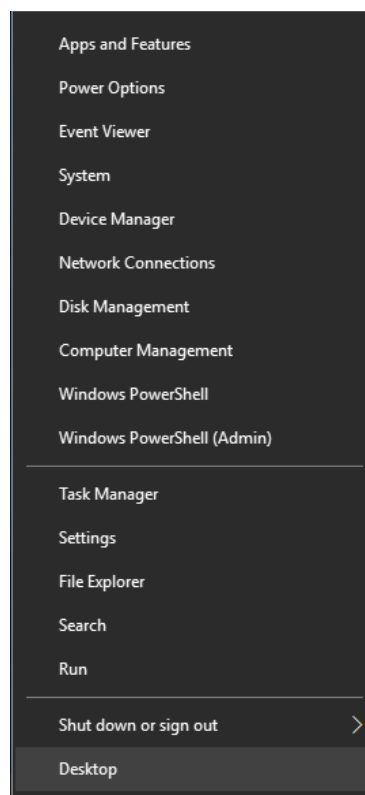 Apps and Features
Power Options
Event Viewer
System
Device Manager
Network Connections
Disk Management
Computer Management
Windows PowerShell
Windows PowerShell (Admin)
Task Manager
Settings
File Explorer
Search
Run
Shut down or sign out
Desktop